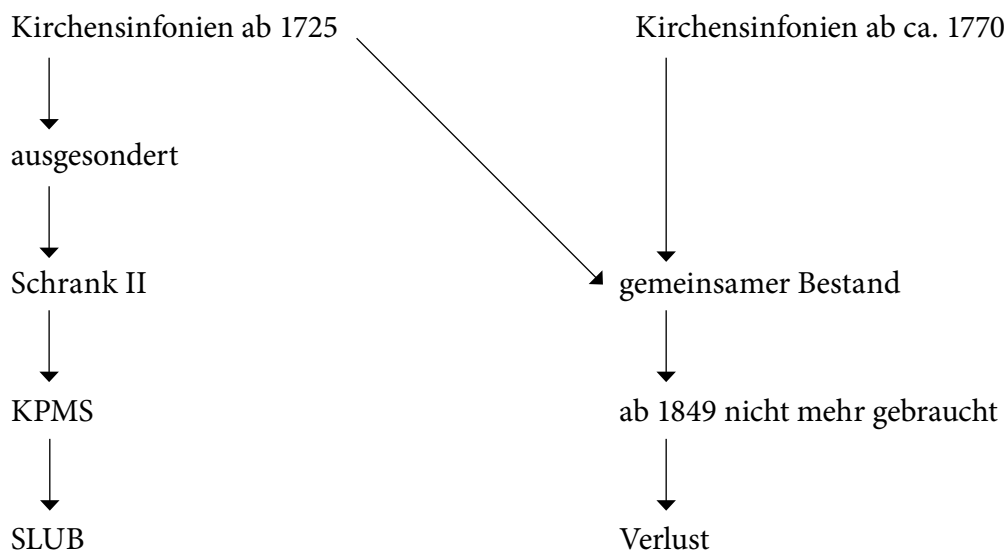 Kirchensinfonien ab 1725
Kirchensinfonien ab ca. 1770
ausgesondert
Schrank II
gemeinsamer Bestand
KPMS
ab 1849 nicht mehr gebraucht
SLUB
Verlust